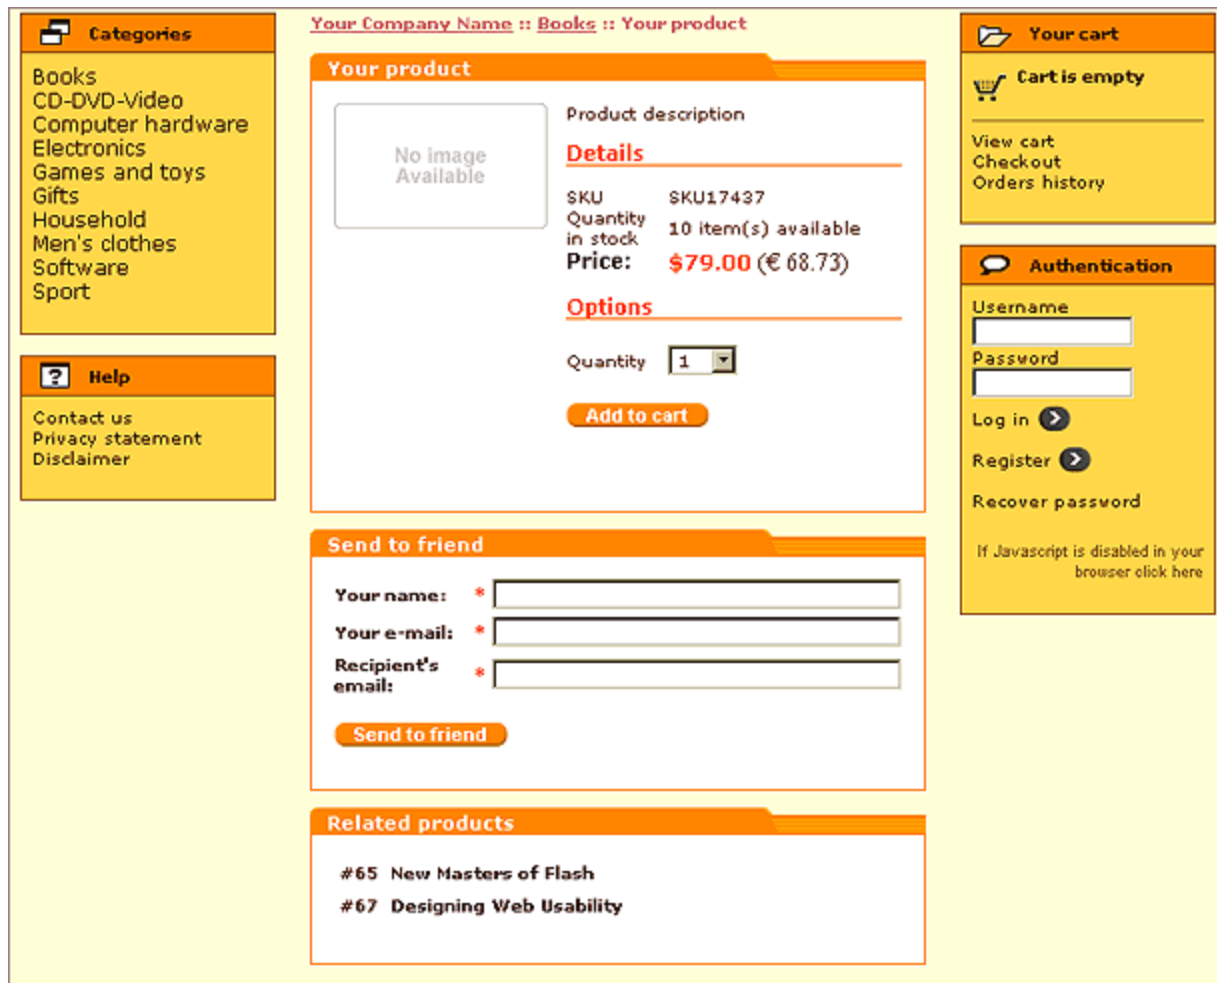 Categories
Books
CD-DVD-Video
Computer hardware
Electronics
Games and toys
Gifts
Household
Men's clothes
Software
Sport
Help
Contact us
Privacy statement
Disclaimer
Your Company Name :: Books :: Your product
Your product
No image
Available
Product description
Details
SKU SKU17437
Quantity
in stock 10 item(s) available
Price: $79.00 (€ 68.73)
Options
Quantity 1
Add to cart
Send to friend
Your name: *
Your e-mail: *
Recipient's
email: *
Send to friend
Related products
#65 New Masters of Flash
#67 Designing Web Usability
Your cart
Cart is empty
View cart
Checkout
Orders history
Authentication
Username
Password
Log in
Register
Recover password
If Javascript is disabled in your
browser click here